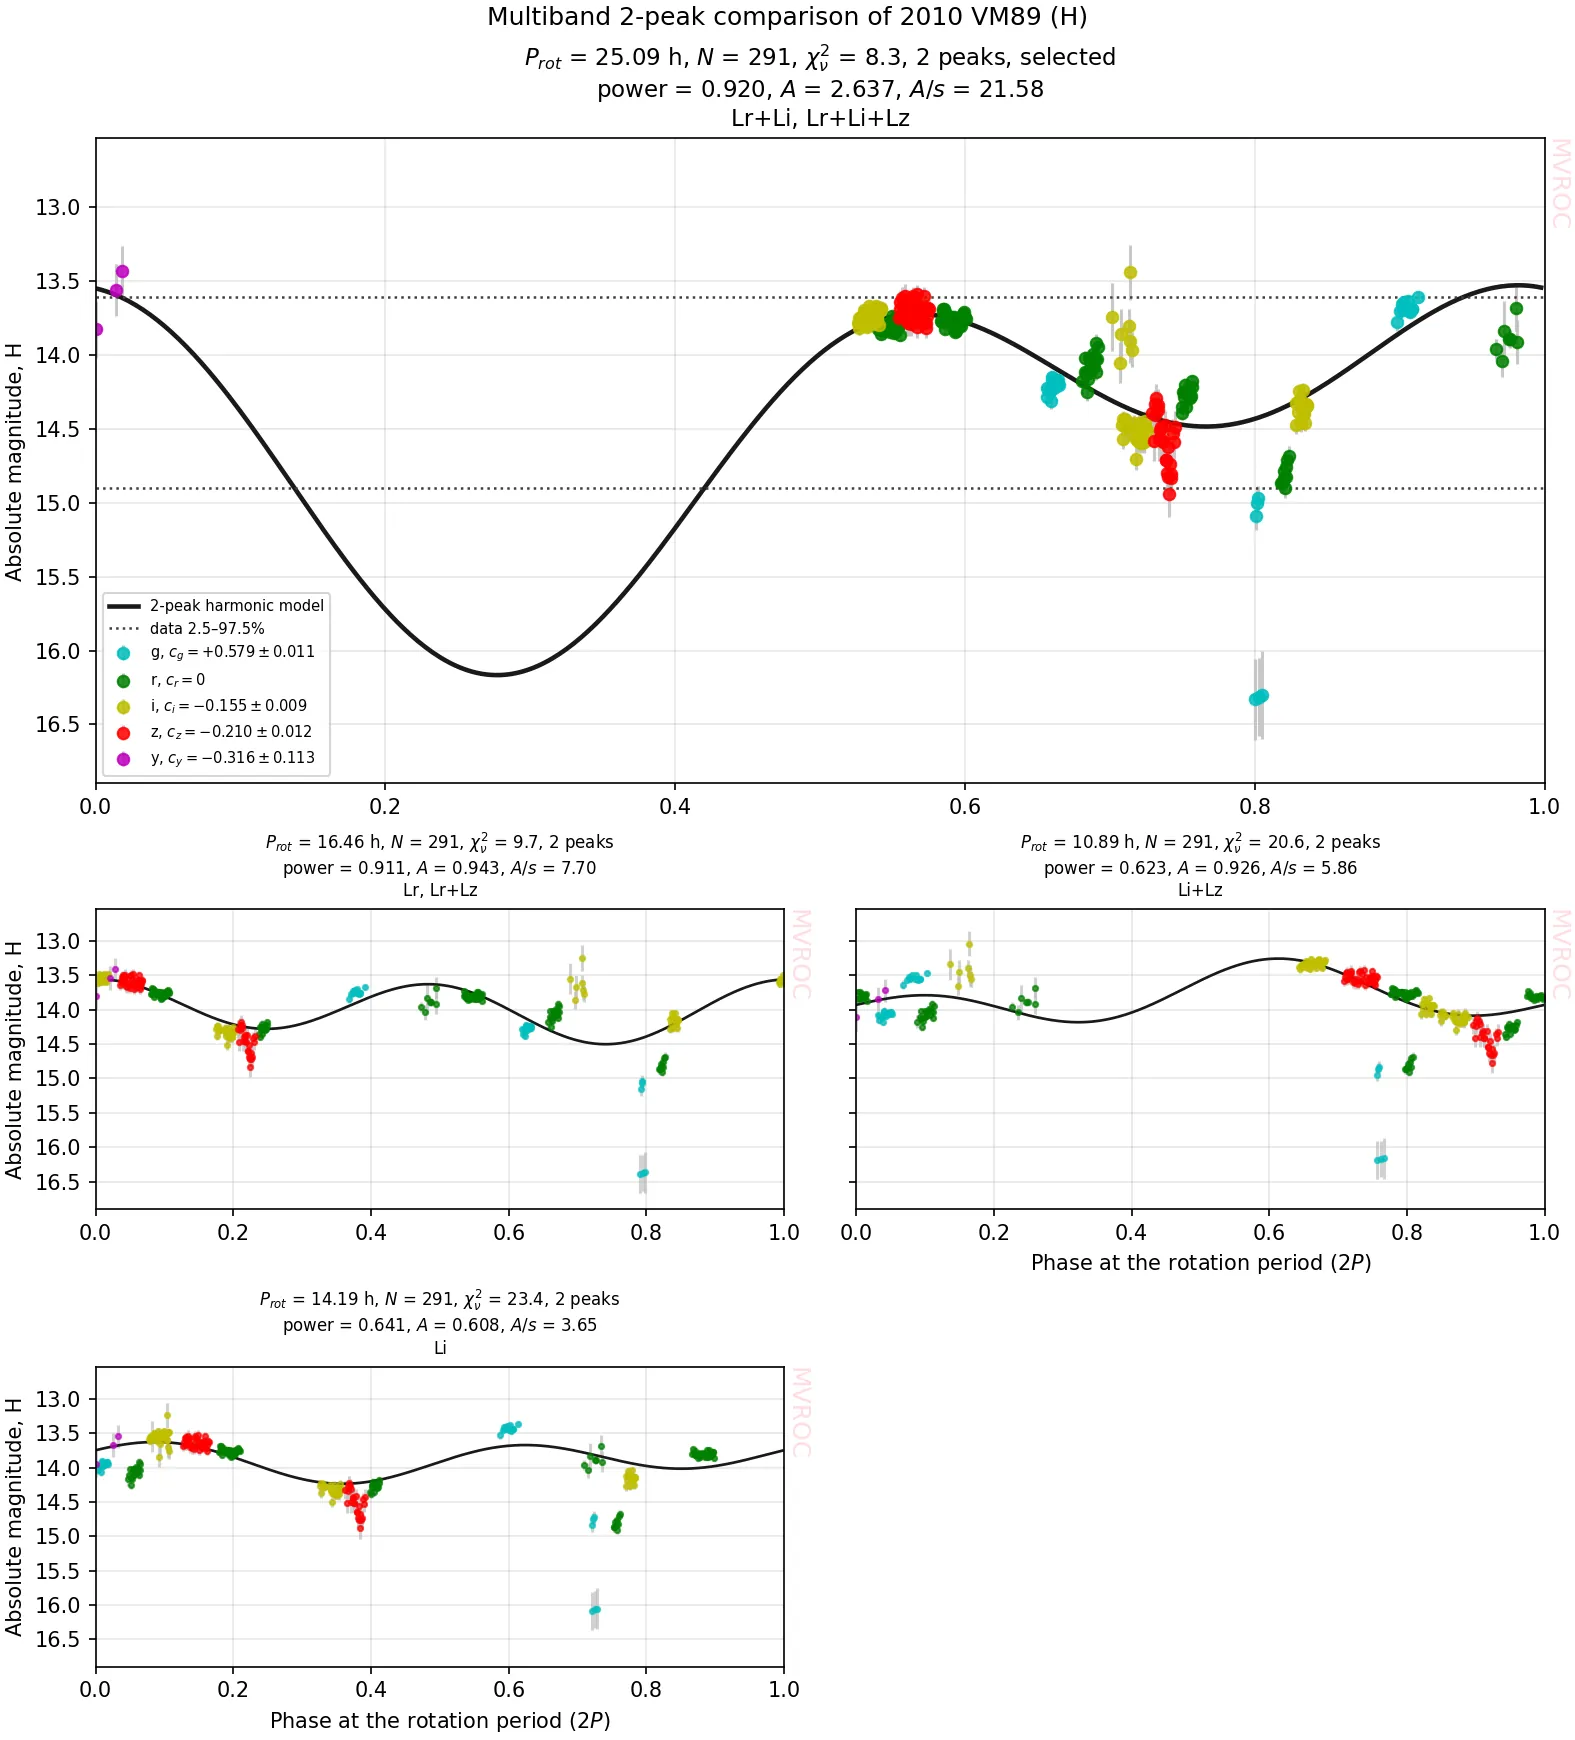 Multiband 2-peak comparison of 2010 VM89 (H)
P_rot = 25.09 h, N = 291, χ²_ν = 8.3, 2 peaks, selected
power = 0.920, A = 2.637, A/s = 21.58
Lr+Li, Lr+Li+Lz
MVROC
Absolute magnitude, H
13.0
13.5
14.0
14.5
15.0
15.5
16.0
16.5
2-peak harmonic model
data 2.5–97.5%
g, c_g = +0.579 ± 0.011
r, c_r = 0
i, c_i = −0.155 ± 0.009
z, c_z = −0.210 ± 0.012
y, c_y = −0.316 ± 0.113
0.0 0.2 0.4 0.6 0.8 1.0
P_rot = 16.46 h, N = 291, χ²_ν = 9.7, 2 peaks
power = 0.911, A = 0.943, A/s = 7.70
Lr, Lr+Lz
MVROC
Absolute magnitude, H
13.0
13.5
14.0
14.5
15.0
15.5
16.0
16.5
0.0 0.2 0.4 0.6 0.8 1.0
P_rot = 10.89 h, N = 291, χ²_ν = 20.6, 2 peaks
power = 0.623, A = 0.926, A/s = 5.86
Li+Lz
MVROC
0.0 0.2 0.4 0.6 0.8 1.0
Phase at the rotation period (2P)
P_rot = 14.19 h, N = 291, χ²_ν = 23.4, 2 peaks
power = 0.641, A = 0.608, A/s = 3.65
Li
MVROC
Absolute magnitude, H
13.0
13.5
14.0
14.5
15.0
15.5
16.0
16.5
0.0 0.2 0.4 0.6 0.8 1.0
Phase at the rotation period (2P)